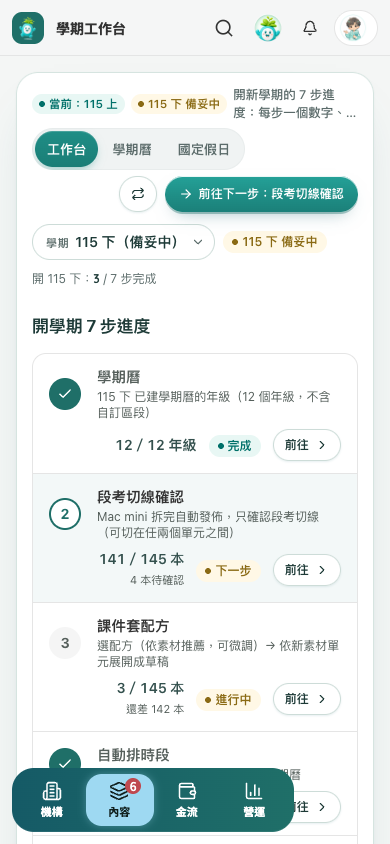 學期工作台
當前：115 上
115 下 備妥中
開新學期的 7 步進
度：每步一個數字、...
工作台
學期曆
國定假日
前往下一步：段考切線確認
學期 115 下（備妥中）
115 下 備妥中
開 115 下：3 / 7 步完成
開學期 7 步進度
學期曆
115 下 已建學期曆的年級（12 個年級，不含
自訂區段）
12 / 12 年級
完成
前往
2
段考切線確認
Mac mini 拆完自動發佈，只確認段考切線
（可切在任兩個單元之間）
141 / 145 本
4 本待確認
下一步
前往
3
課件套配方
選配方（依素材推薦，可微調）→ 依新素材單
元展開成草稿
3 / 145 本
還差 142 本
進行中
前往
自動排時段
前往
機構
內容
6
金流
營運